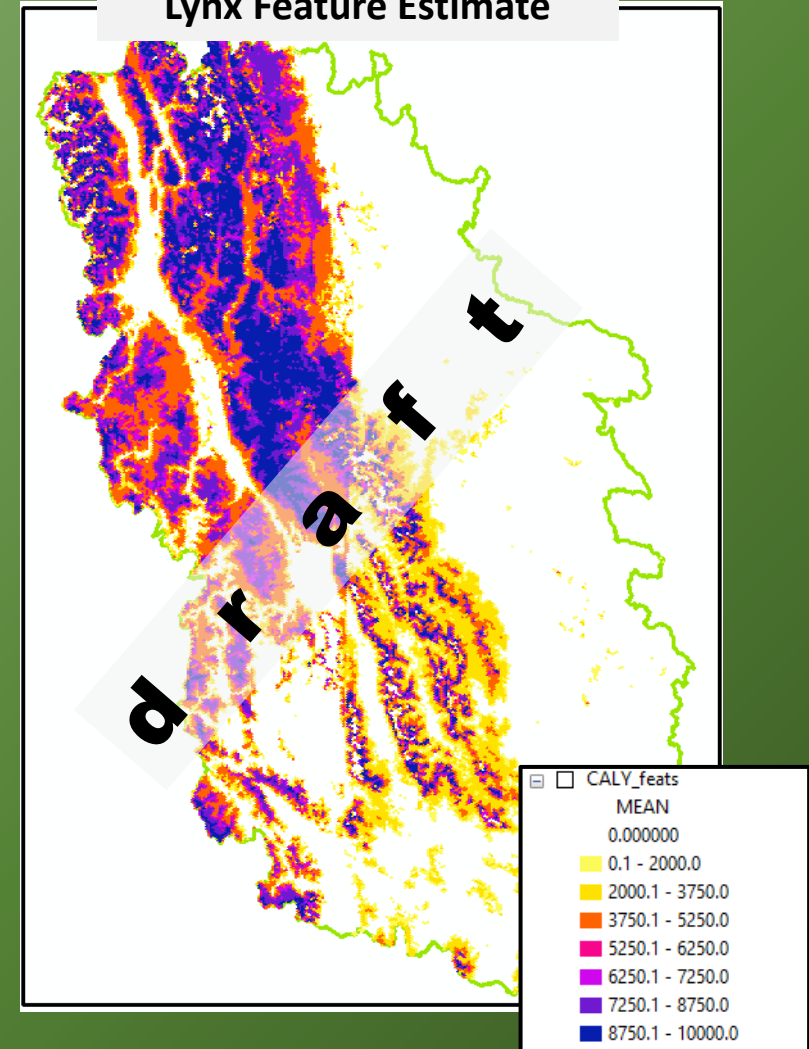 Lynx Feature Estimate
draft
CALY_feats
MEAN
0.000000
0.1 - 2000.0
2000.1 - 3750.0
3750.1 - 5250.0
5250.1 - 6250.0
6250.1 - 7250.0
7250.1 - 8750.0
8750.1 - 10000.0